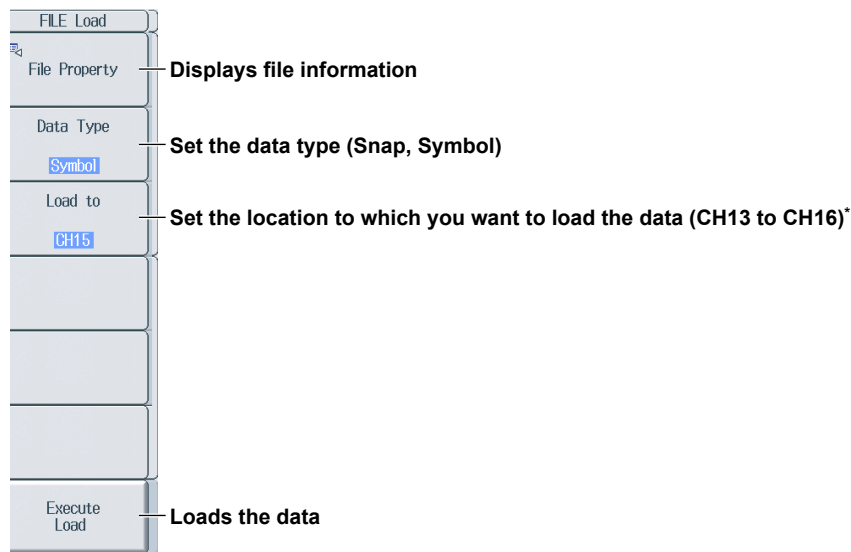 FILE Load
File Property
Displays file information
Data Type
Symbol
Set the data type (Snap, Symbol)
Load to
CH15
Set the location to which you want to load the data (CH13 to CH16)*
Execute
Load
Loads the data